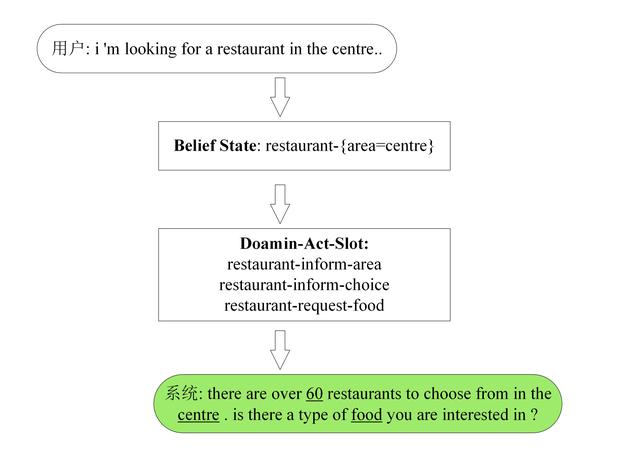 用户: i 'm looking for a restaurant in the centre..
Belief State: restaurant-{area=centre}
Doamin-Act-Slot:
restaurant-inform-area
restaurant-inform-choice
restaurant-request-food
系统: there are over 60 restaurants to choose from in the
centre . is there a type of food you are interested in ?